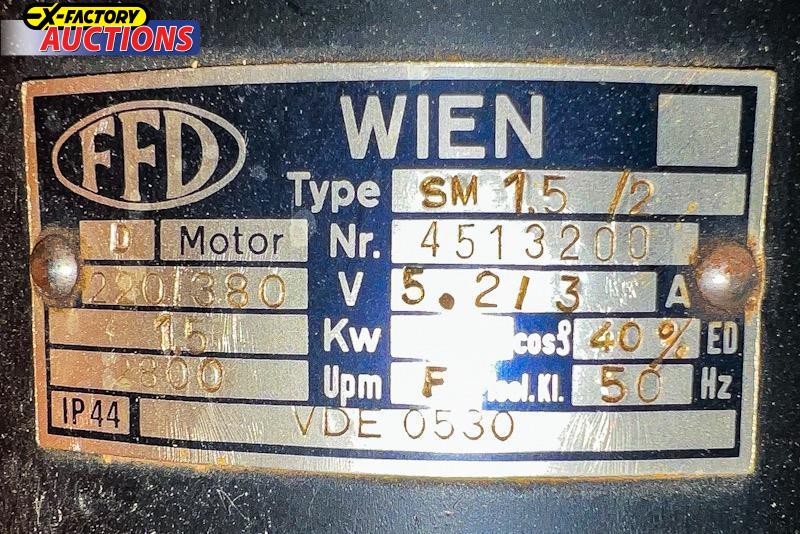 X-FACTORY
AUCTIONS
FFD WIEN
Type SM 1.5 /2
D Motor Nr. 4513200
220/380 V 5.2/3 A
1,5 Kw cosφ 40% ED
2800 Upm F Isol.Kl. 50 Hz
IP44 VDE 0530